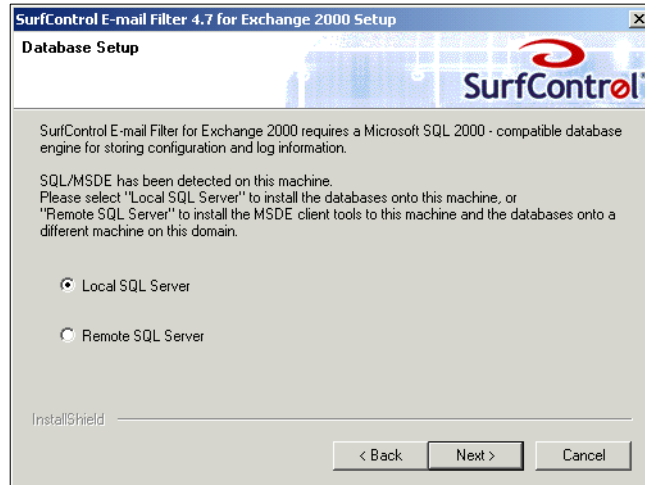 SurfControl E-mail Filter 4.7 for Exchange 2000 Setup
Database Setup
SurfControl
SurfControl E-mail Filter for Exchange 2000 requires a Microsoft SQL 2000 - compatible database
engine for storing configuration and log information.
SQL/MSDE has been detected on this machine.
Please select "Local SQL Server" to install the databases onto this machine, or
"Remote SQL Server" to install the MSDE client tools to this machine and the databases onto a
different machine on this domain.
Local SQL Server
Remote SQL Server
InstallShield
< Back Next > Cancel